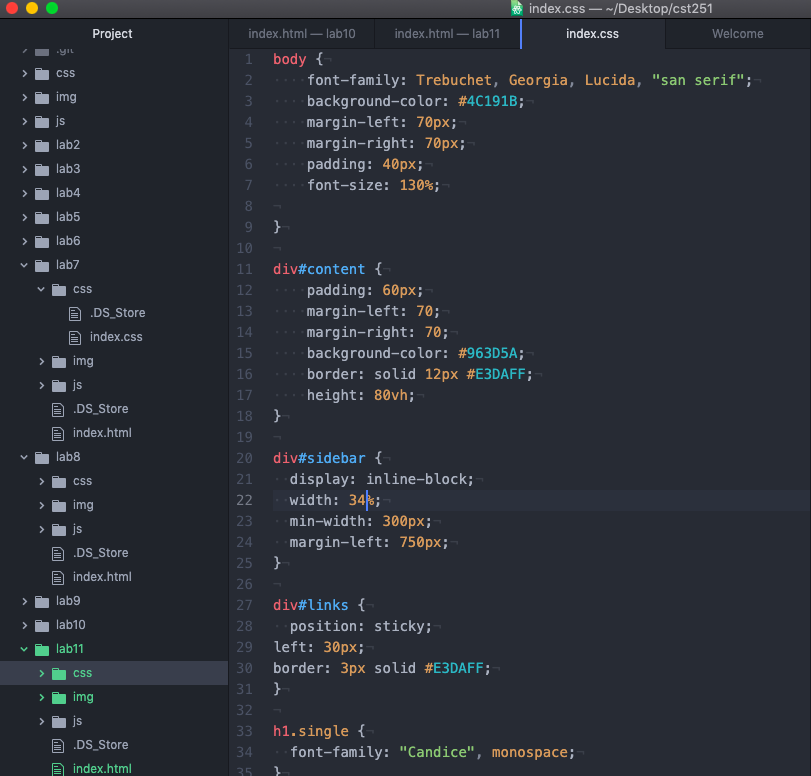 index.css — ~/Desktop/cst251
Project
index.html — lab10
index.html — lab11
index.css
Welcome
.git
css
img
js
lab2
lab3
lab4
lab5
lab6
lab7
css
.DS_Store
index.css
img
js
.DS_Store
index.html
lab8
css
img
js
.DS_Store
index.html
lab9
lab10
lab11
css
img
js
.DS_Store
index.html
1 body {¬
2 ····font-family: Trebuchet, Georgia, Lucida, "san serif";¬
3 ····background-color: #4C191B;¬
4 ····margin-left: 70px;¬
5 ····margin-right: 70px;¬
6 ····padding: 40px;¬
7 ····font-size: 130%;¬
8 ¬
9 }¬
10 ¬
11 div#content {¬
12 ····padding: 60px;¬
13 ····margin-left: 70;¬
14 ····margin-right: 70;¬
15 ····background-color: #963D5A;¬
16 ····border: solid 12px #E3DAFF;¬
17 ····height: 80vh;¬
18 }¬
19 ¬
20 div#sidebar {¬
21 ··display: inline-block;¬
22 ··width: 34%;¬
23 ··min-width: 300px;¬
24 ··margin-left: 750px;¬
25 }¬
26 ¬
27 div#links {¬
28 ··position: sticky;¬
29 left: 30px;¬
30 border: 3px solid #E3DAFF;¬
31 }¬
32 ¬
33 h1.single {¬
34 ··font-family: "Candice", monospace;¬
35 }¬